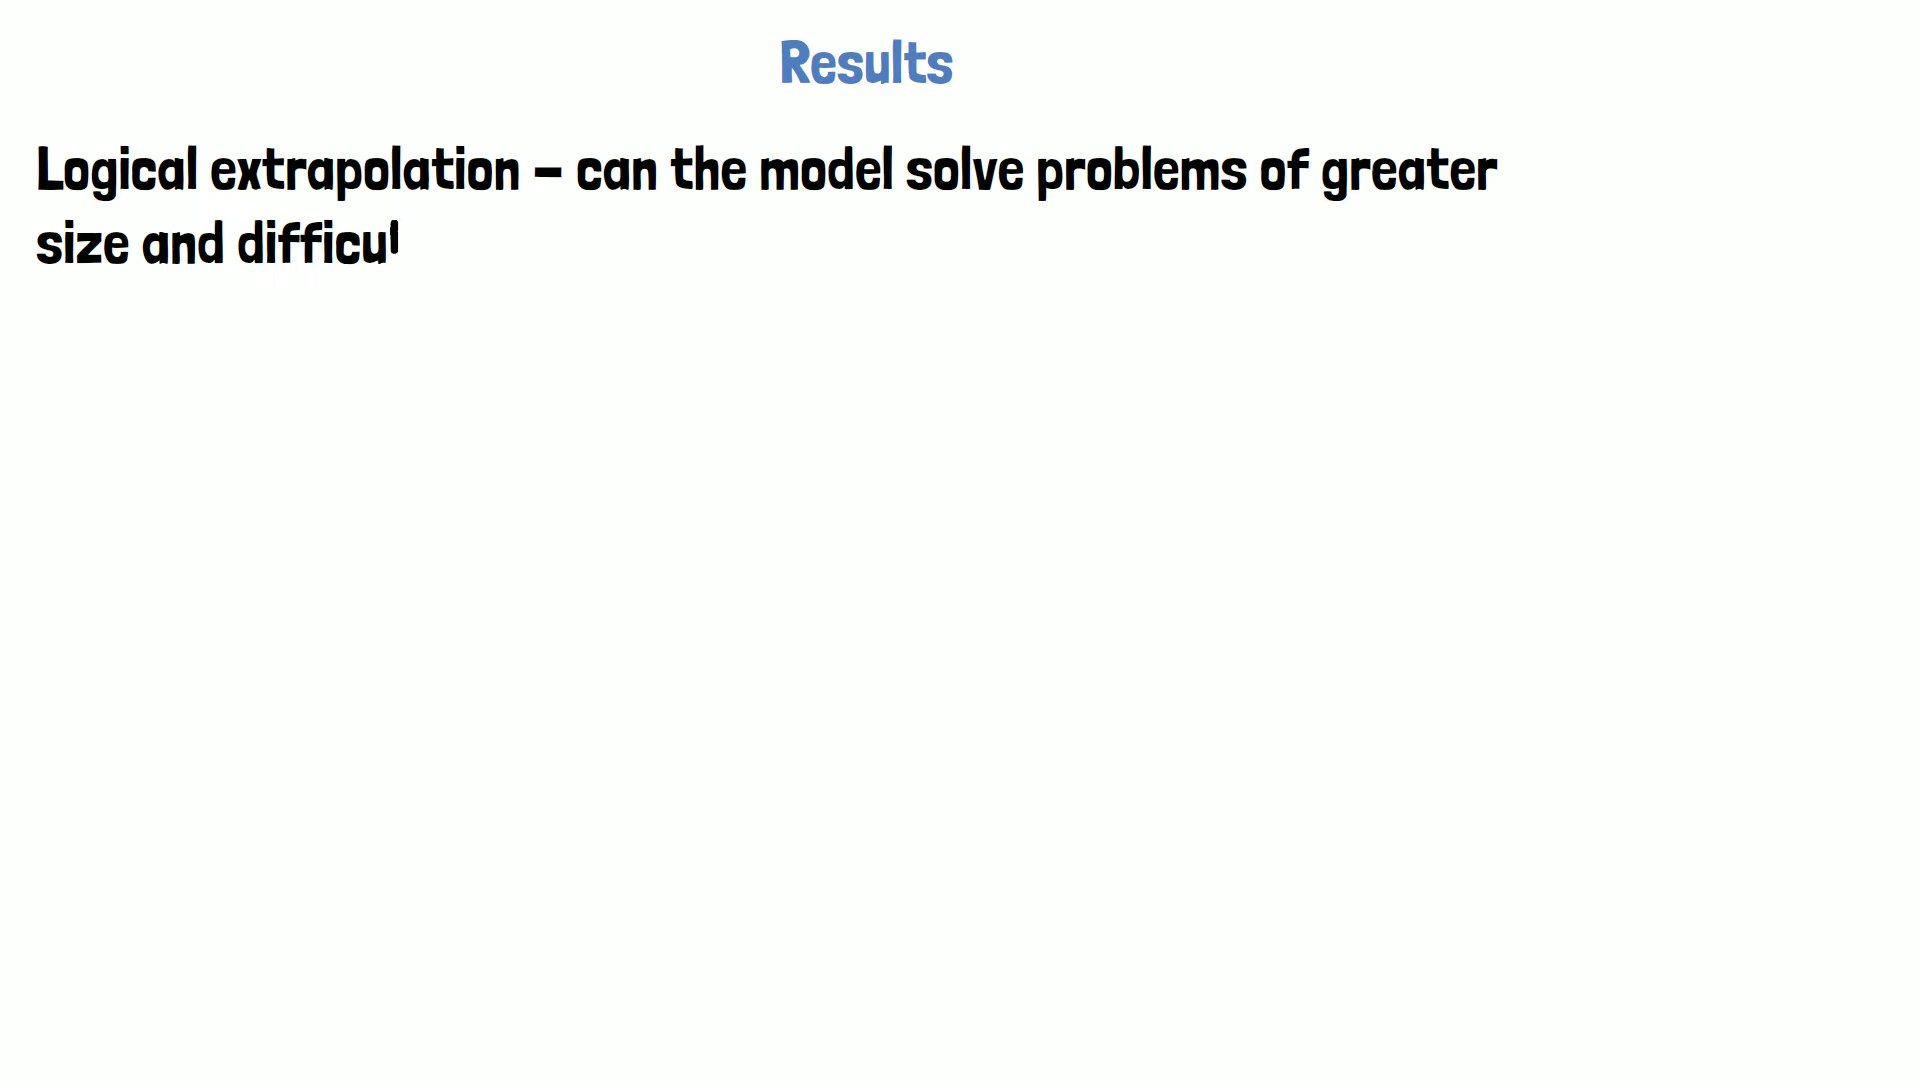 Results
Logical extrapolation – can the model solve problems of greater
size and difficu